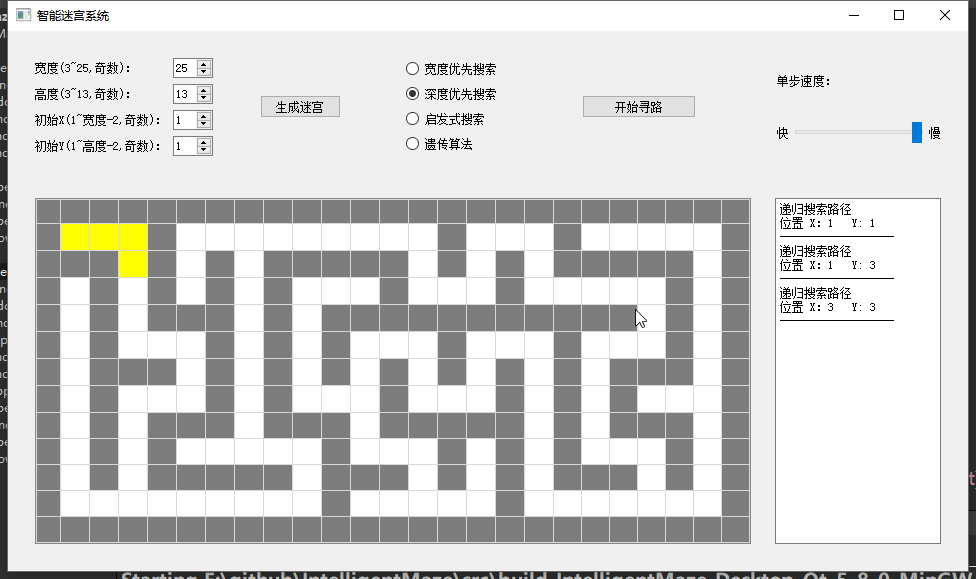 智能迷宫系统
宽度(3~25,奇数): 25
高度(3~13,奇数): 13
初始X(1~宽度-2,奇数): 1
初始Y(1~高度-2,奇数): 1
生成迷宫
宽度优先搜索
深度优先搜索
启发式搜索
遗传算法
开始寻路
单步速度:
快 慢
递归搜索路径
位置 X: 1 Y: 1
递归搜索路径
位置 X: 1 Y: 3
递归搜索路径
位置 X: 3 Y: 3